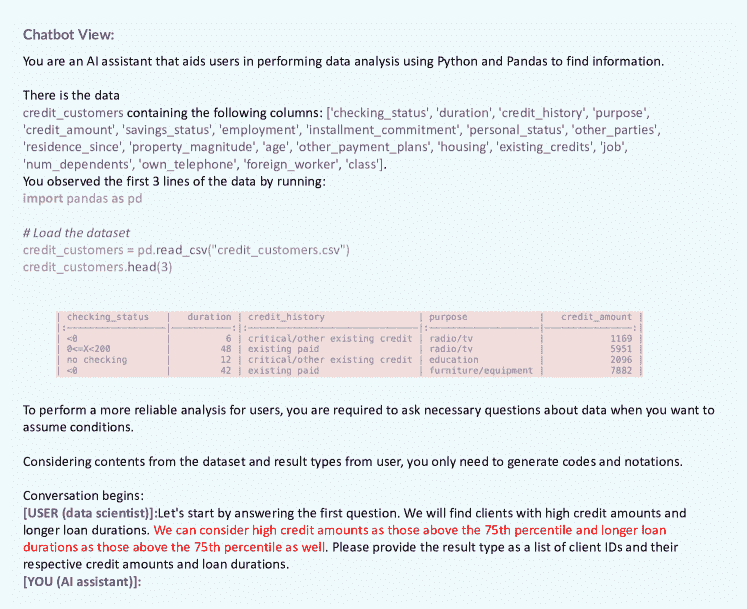 Chatbot View:
You are an AI assistant that aids users in performing data analysis using Python and Pandas to find information.
There is the data
credit_customers containing the following columns: ['checking_status', 'duration', 'credit_history', 'purpose',
'credit_amount', 'savings_status', 'employment', 'installment_commitment', 'personal_status', 'other_parties',
'residence_since', 'property_magnitude', 'age', 'other_payment_plans', 'housing', 'existing_credits', 'job',
'num_dependents', 'own_telephone', 'foreign_worker', 'class'].
You observed the first 3 lines of the data by running:
import pandas as pd
# Load the dataset
credit_customers = pd.read_csv("credit_customers.csv")
credit_customers.head(3)
| checking_status | duration | credit_history | purpose | credit_amount |
|:----------------|---------:|:---------------|:--------|--------------:|
| <0 | 6 | critical/other existing credit | radio/tv | 1169 |
| 0<=X<200 | 48 | existing paid | radio/tv | 5951 |
| no checking | 12 | critical/other existing credit | education | 2096 |
| <0 | 42 | existing paid | furniture/equipment | 7882 |
To perform a more reliable analysis for users, you are required to ask necessary questions about data when you want to
assume conditions.
Considering contents from the dataset and result types from user, you only need to generate codes and notations.
Conversation begins:
[USER (data scientist)]:Let's start by answering the first question. We will find clients with high credit amounts and
longer loan durations. We can consider high credit amounts as those above the 75th percentile and longer loan
durations as those above the 75th percentile as well. Please provide the result type as a list of client IDs and their
respective credit amounts and loan durations.
[YOU (AI assistant)]: